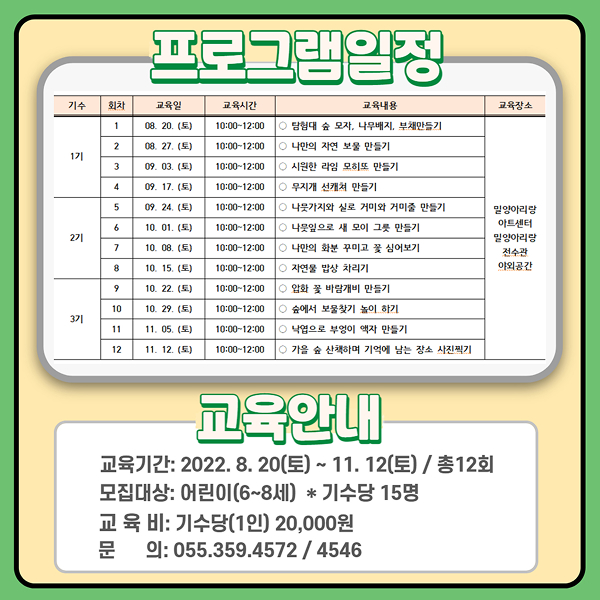 프로그램일정
기수 회차 교육일 교육시간 교육내용 교육장소
1기
1 08. 20. (토) 10:00~12:00 ○ 탐험대 숲 모자, 나무배지, 부채만들기
2 08. 27. (토) 10:00~12:00 ○ 나만의 자연 보물 만들기
3 09. 03. (토) 10:00~12:00 ○ 시원한 라임 모히또 만들기
4 09. 17. (토) 10:00~12:00 ○ 무지개 선캐처 만들기
2기
5 09. 24. (토) 10:00~12:00 ○ 나뭇가지와 실로 거미와 거미줄 만들기
6 10. 01. (토) 10:00~12:00 ○ 나뭇잎으로 새 모이 그릇 만들기
7 10. 08. (토) 10:00~12:00 ○ 나만의 화분 꾸미고 꽃 심어보기
8 10. 15. (토) 10:00~12:00 ○ 자연물 밥상 차리기
3기
9 10. 22. (토) 10:00~12:00 ○ 압화 꽃 바람개비 만들기
10 10. 29. (토) 10:00~12:00 ○ 숲에서 보물찾기 놀이 하기
11 11. 05. (토) 10:00~12:00 ○ 낙엽으로 부엉이 액자 만들기
12 11. 12. (토) 10:00~12:00 ○ 가을 숲 산책하며 기억에 남는 장소 사진찍기
밀양아리랑
아트센터
밀양아리랑
전수관
야외공간
교육안내
교육기간: 2022. 8. 20(토) ~ 11. 12(토) / 총12회
모집대상: 어린이(6~8세) * 기수당 15명
교 육 비: 기수당(1인) 20,000원
문 의: 055.359.4572 / 4546